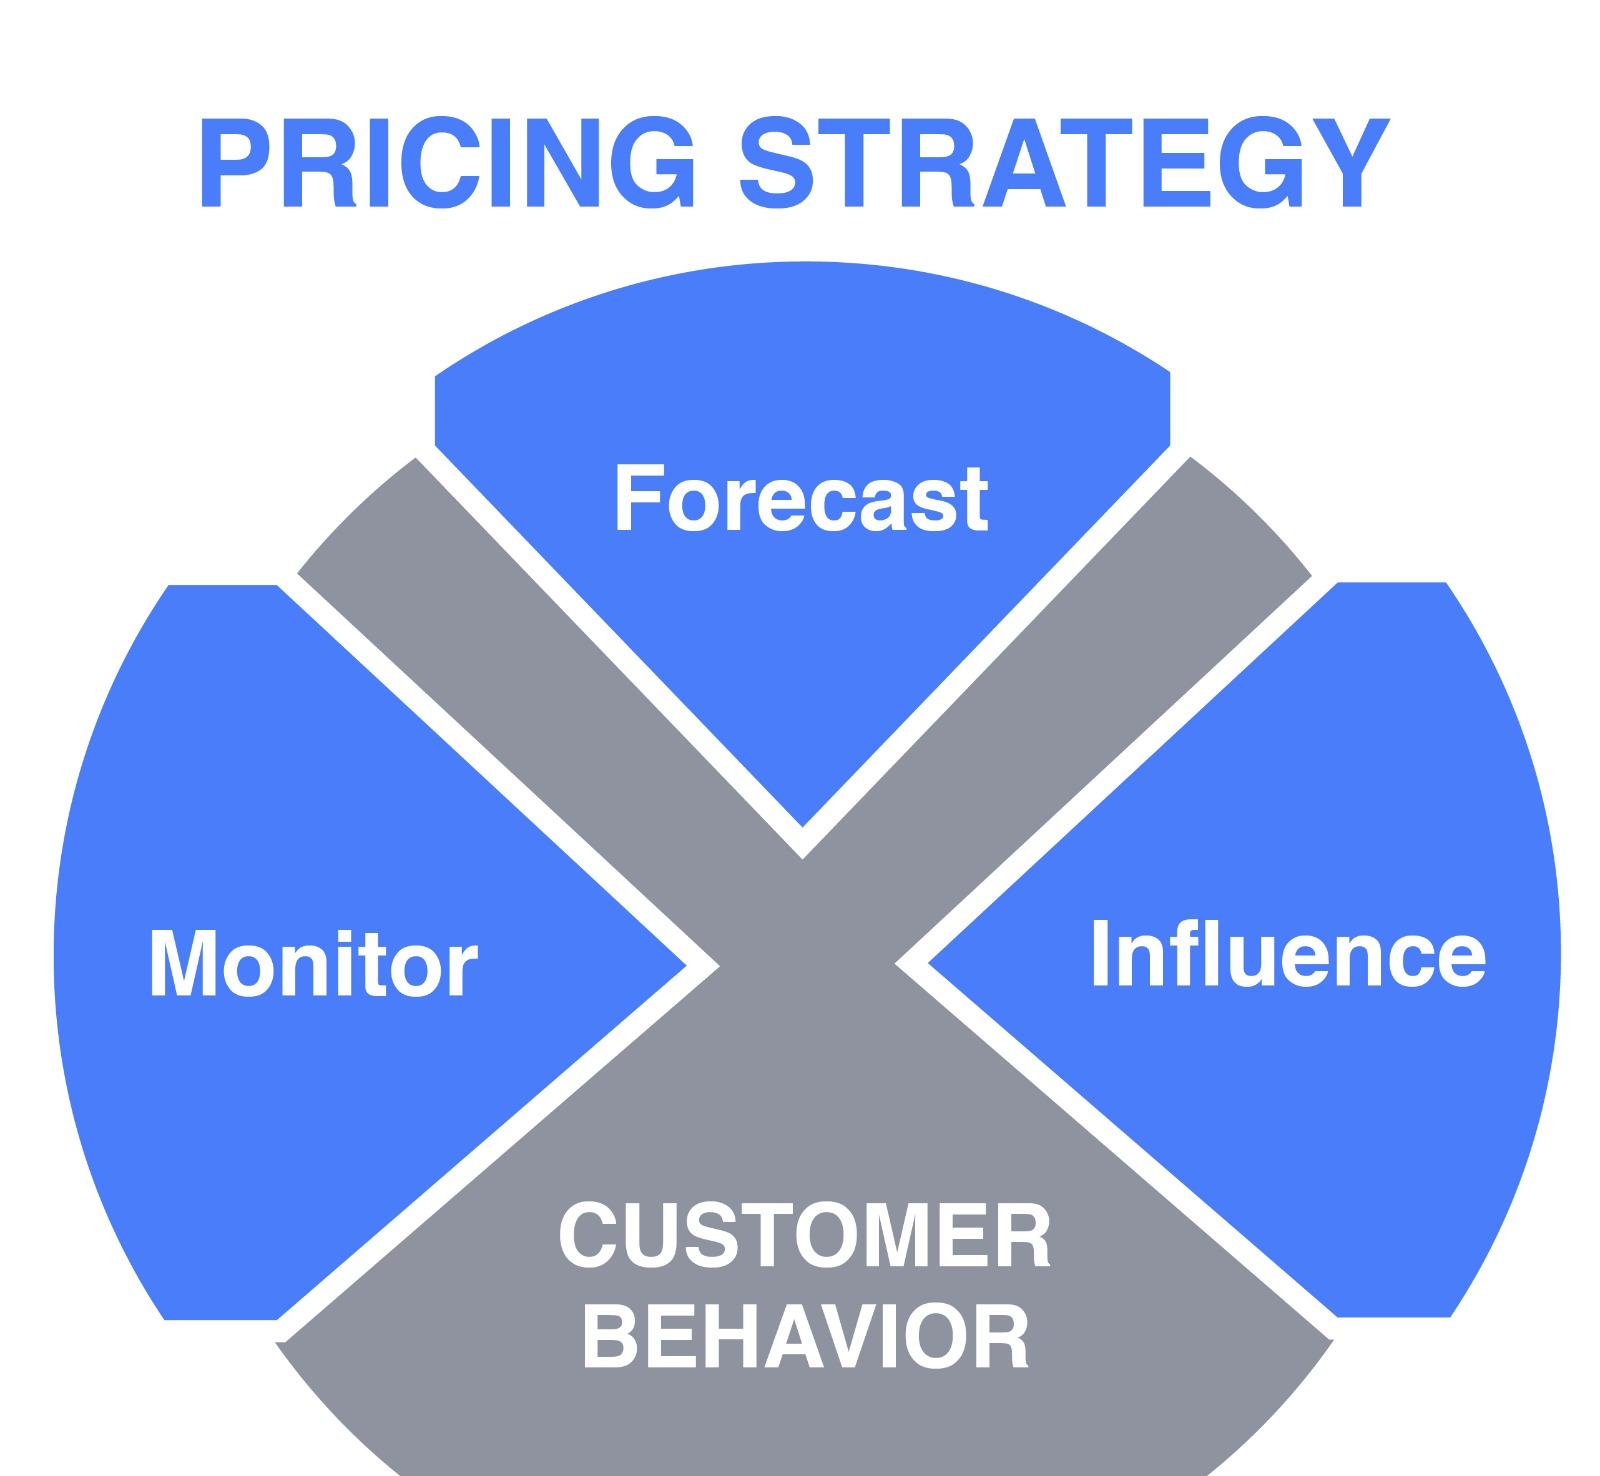 PRICING STRATEGY
Forecast
Monitor
Influence
CUSTOMER
BEHAVIOR